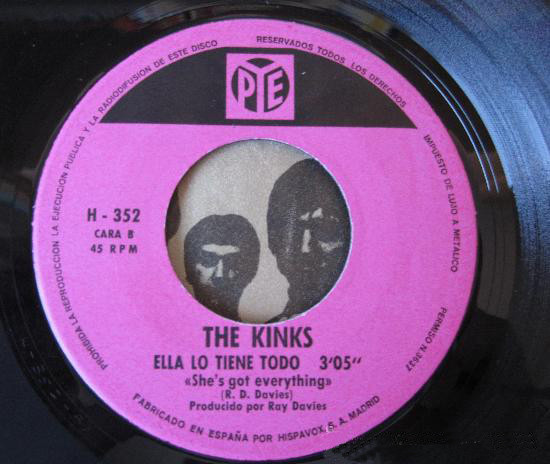 PROHIBIDA LA REPRODUCCION LA EJECUCION PUBLICA Y LA RADIODIFUSION DE ESTE DISCO
RESERVADOS TODOS LOS DERECHOS
IMPUESTO DE LUJO A METALICO
PERMISO N 3637
PYE
H - 352
CARA B
45 RPM
THE KINKS
ELLA LO TIENE TODO 3'05"
«She's got everything»
(R. D. Davies)
Producido por Ray Davies
FABRICADO EN ESPAÑA POR HISPAVOX, S. A. MADRID